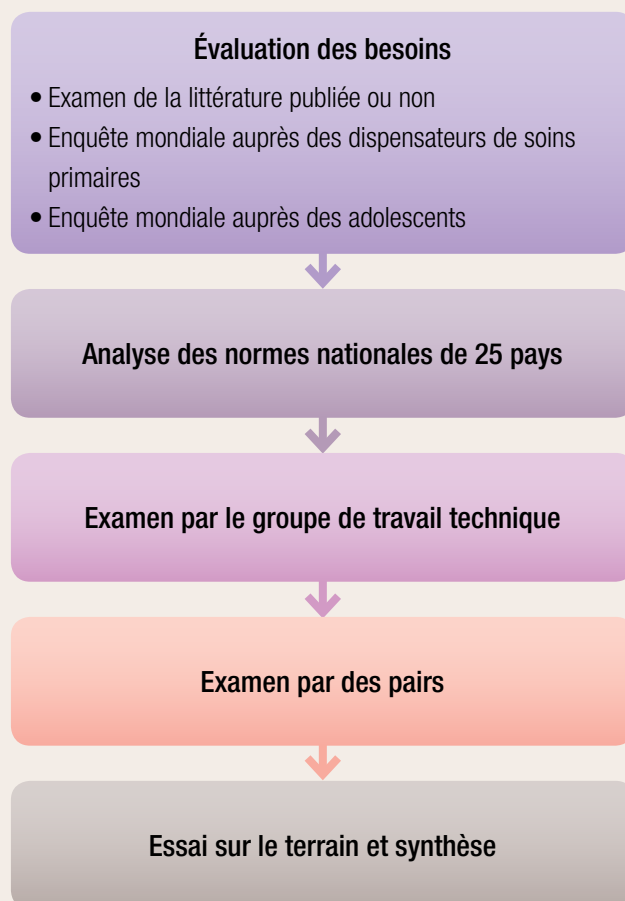 Évaluation des besoins
• Examen de la littérature publiée ou non
• Enquête mondiale auprès des dispensateurs de soins
primaires
• Enquête mondiale auprès des adolescents
Analyse des normes nationales de 25 pays
Examen par le groupe de travail technique
Examen par des pairs
Essai sur le terrain et synthèse